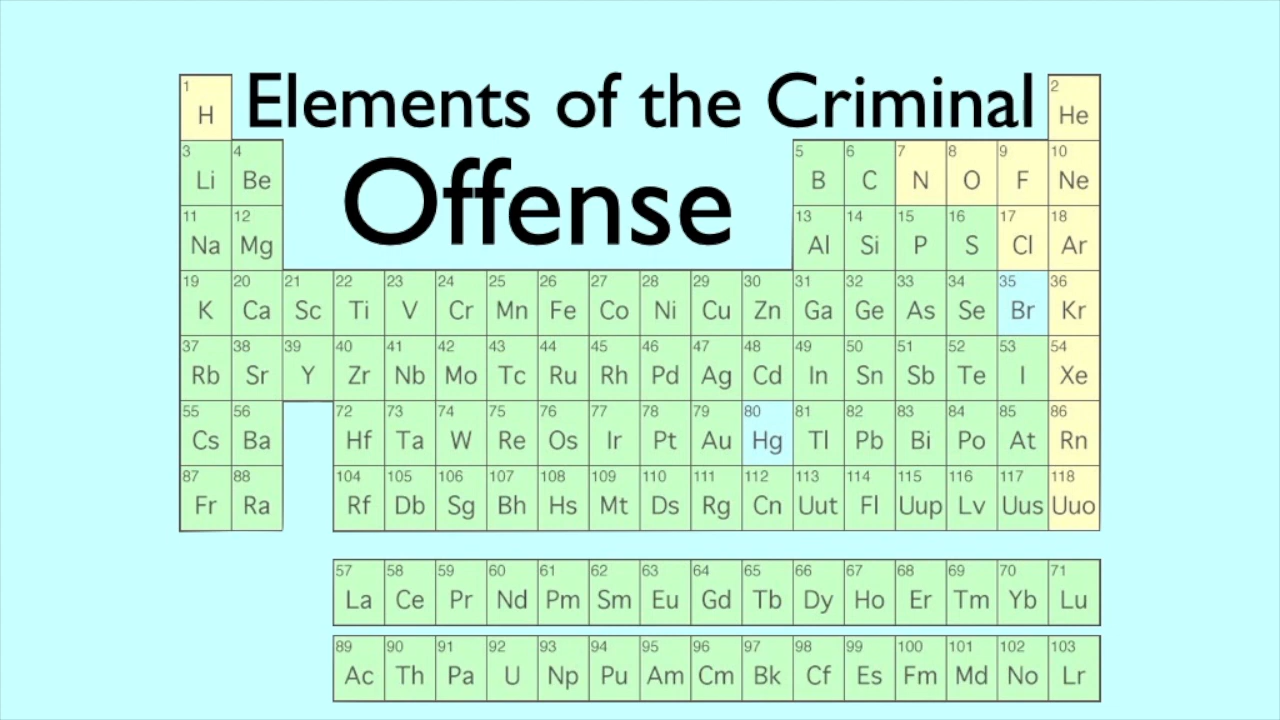 1 Elements of the Criminal 2
H He
3 4 Offense 5 6 7 8 9 10
Li Be B C N O F Ne
11 12 13 14 15 16 17 18
Na Mg Al Si P S Cl Ar
19 20 21 22 23 24 25 26 27 28 29 30 31 32 33 34 35 36
K Ca Sc Ti V Cr Mn Fe Co Ni Cu Zn Ga Ge As Se Br Kr
37 38 39 40 41 42 43 44 45 46 47 48 49 50 51 52 53 54
Rb Sr Y Zr Nb Mo Tc Ru Rh Pd Ag Cd In Sn Sb Te I Xe
55 56 72 73 74 75 76 77 78 79 80 81 82 83 84 85 86
Cs Ba Hf Ta W Re Os Ir Pt Au Hg Tl Pb Bi Po At Rn
87 88 104 105 106 107 108 109 110 111 112 113 114 115 116 117 118
Fr Ra Rf Db Sg Bh Hs Mt Ds Rg Cn Uut Fl Uup Lv Uus Uuo
57 58 59 60 61 62 63 64 65 66 67 68 69 70 71
La Ce Pr Nd Pm Sm Eu Gd Tb Dy Ho Er Tm Yb Lu
89 90 91 92 93 94 95 96 97 98 99 100 101 102 103
Ac Th Pa U Np Pu Am Cm Bk Cf Es Fm Md No Lr